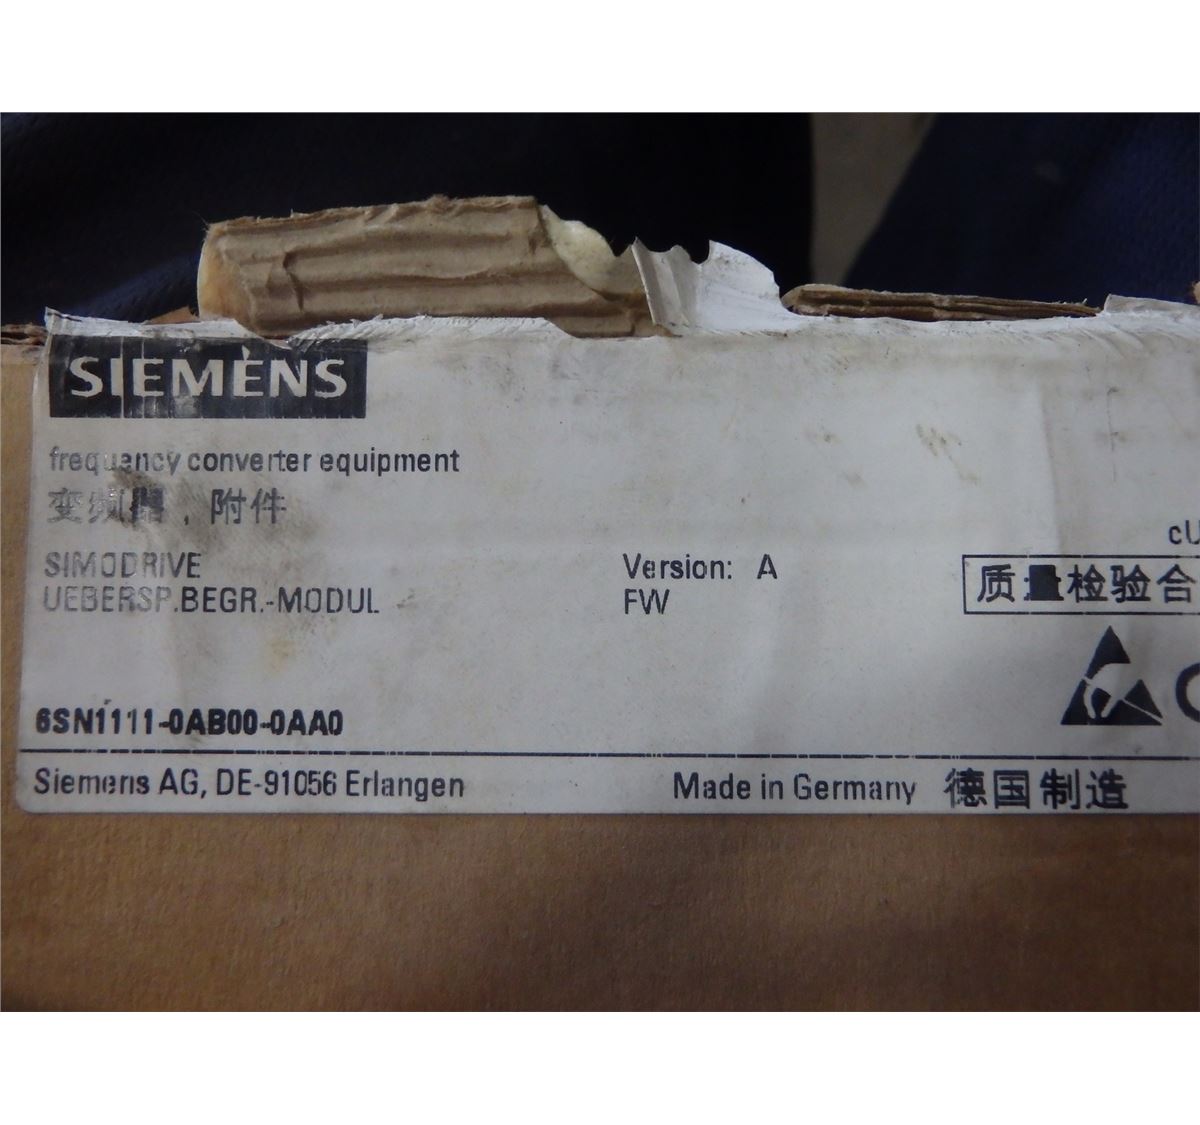 SIEMENS
frequency converter equipment
变频器，附件
SIMODRIVE
UEBERSP.BEGR.-MODUL
Version: A
FW
cU
质量检验合
6SN1111-0AB00-0AA0
Siemens AG, DE-91056 Erlangen
Made in Germany 德国制造